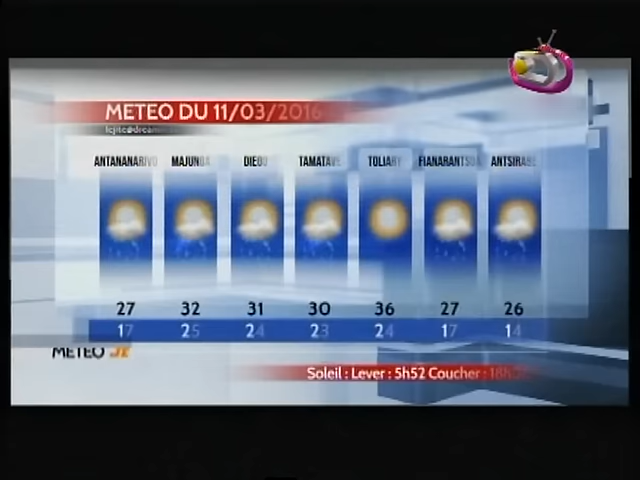 METEO DU 11/03/2016
ANTANANARIVO MAJUNGA DIEGO TAMATAVE TOLIARY FIANARANTSOA ANTSIRABE
27 32 31 30 36 27 26
17 25 24 23 24 17 14
METEO
Soleil : Lever : 5h52 Coucher :